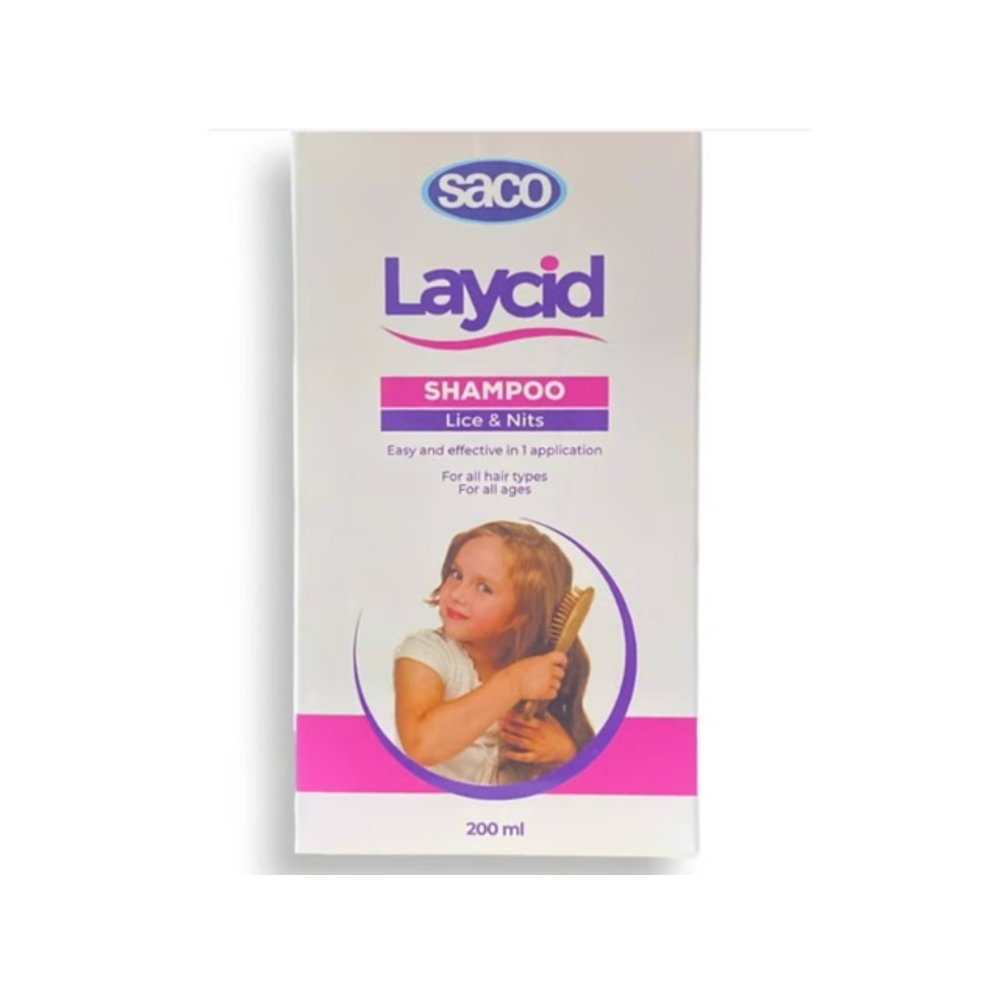 saco
Laycid
SHAMPOO
Lice & Nits
Easy and effective in 1 application
For all hair types
For all ages
200 ml